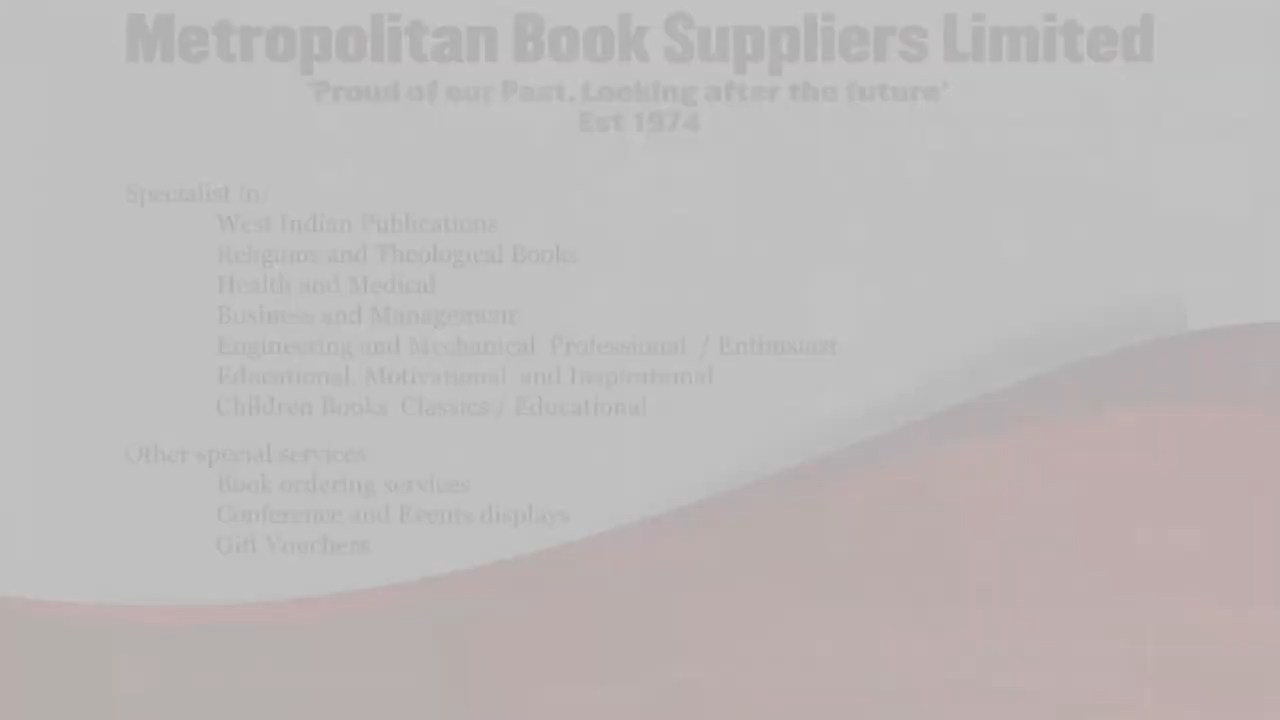 Metropolitan Book Suppliers Limited
'Proud of our Past. Looking after the future'
Est 1974
Specialist in:
West Indian Publications
Religious and Theological Books
Health and Medical
Business and Management
Engineering and Mechanical Professional / Enthusiast
Educational, Motivational and Inspirational
Children Books Classics / Educational
Other special services
Book ordering services
Conference and Events displays
Gift Vouchers